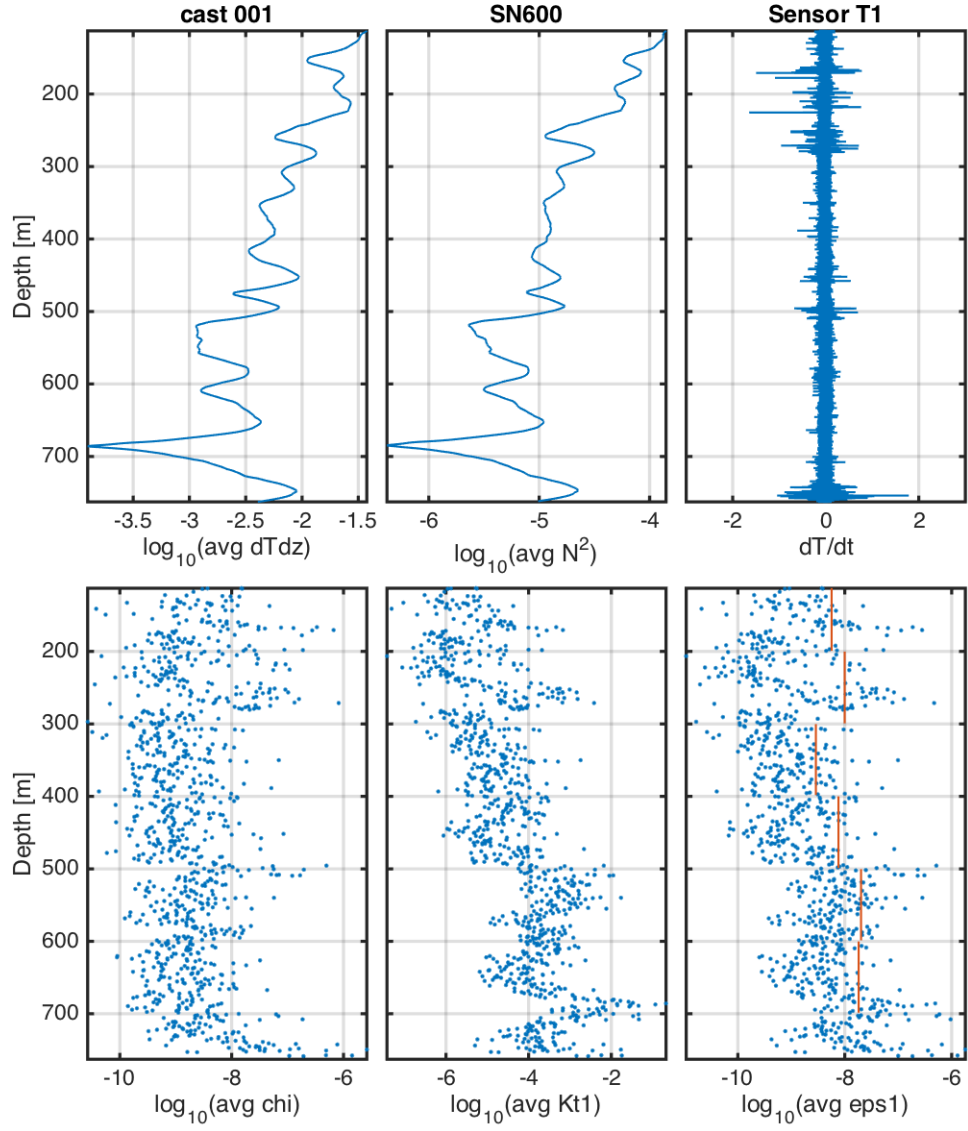 cast 001
SN600
Sensor T1
Depth [m]
200
300
400
500
600
700
-3.5 -3 -2.5 -2 -1.5
-6 -5 -4
-2 0 2
log10(avg dTdz)
log10(avg N2)
dT/dt
Depth [m]
200
300
400
500
600
700
-10 -8 -6
-6 -4 -2
-10 -8 -6
log10(avg chi)
log10(avg Kt1)
log10(avg eps1)